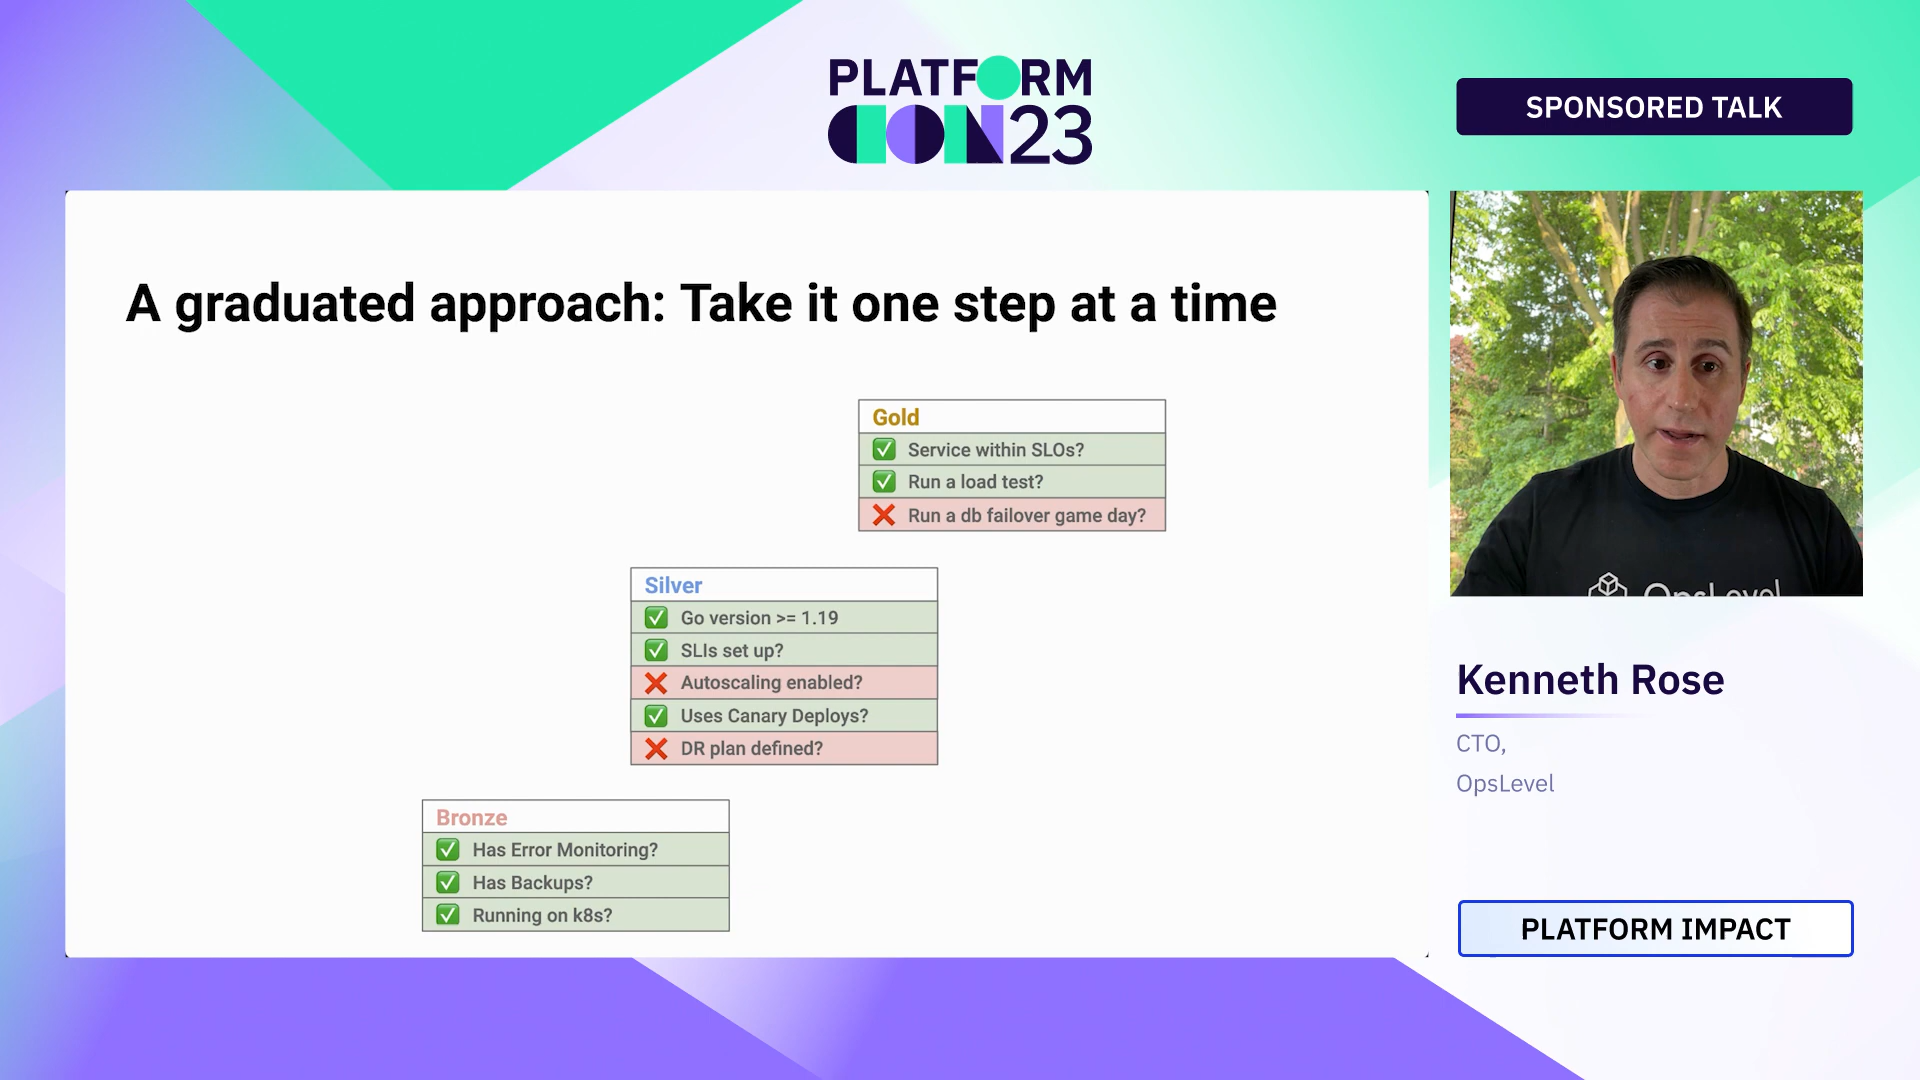 PLATFORM
CON23
SPONSORED TALK
A graduated approach: Take it one step at a time
Gold
✅ Service within SLOs?
✅ Run a load test?
❌ Run a db failover game day?
Silver
✅ Go version >= 1.19
✅ SLIs set up?
❌ Autoscaling enabled?
✅ Uses Canary Deploys?
❌ DR plan defined?
Bronze
✅ Has Error Monitoring?
✅ Has Backups?
✅ Running on k8s?
OpsLevel
Kenneth Rose
CTO,
OpsLevel
PLATFORM IMPACT